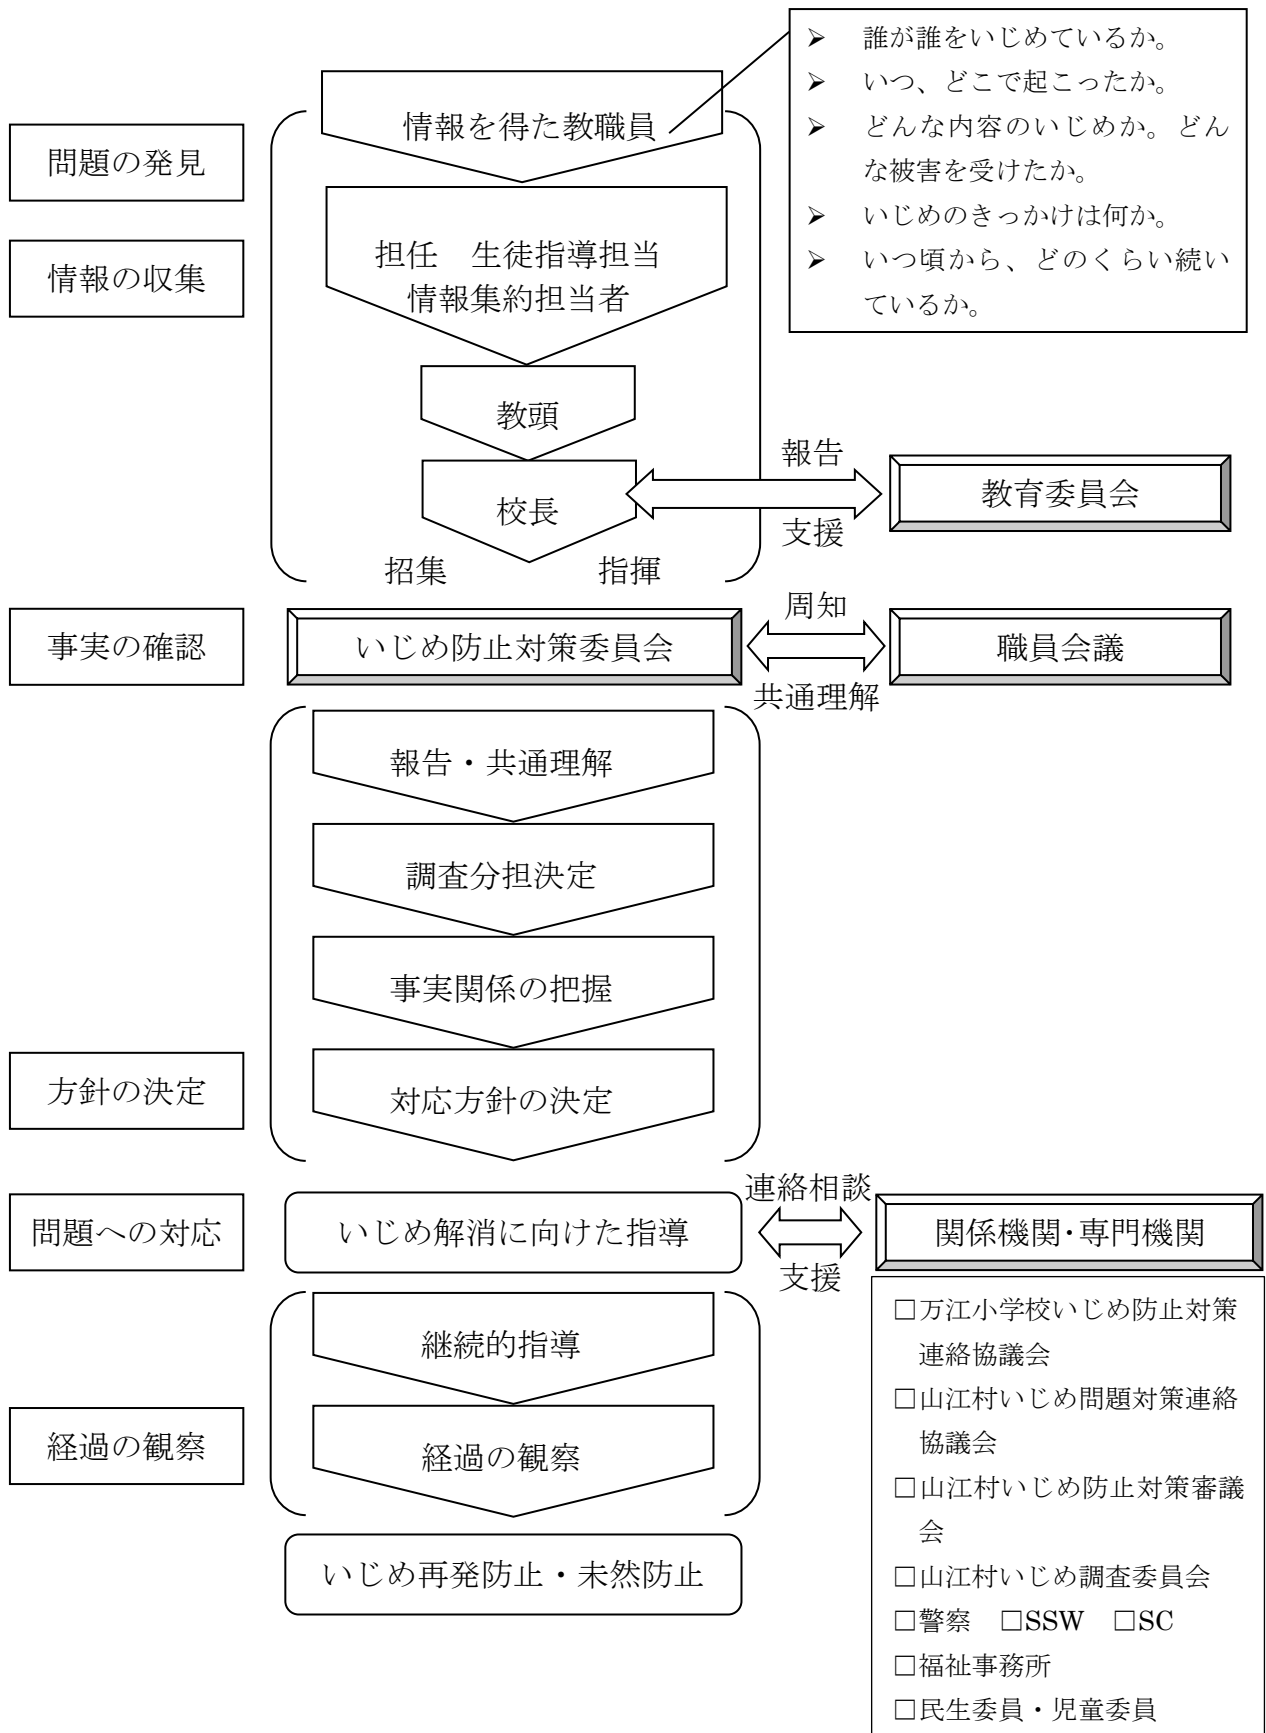 ➢ 誰が誰をいじめているか。
➢ いつ、どこで起こったか。
➢ どんな内容のいじめか。どん
な被害を受けたか。
➢ いじめのきっかけは何か。
➢ いつ頃から、どのくらい続い
ているか。
情報を得た教職員
問題の発見
担任　生徒指導担当
情報集約担当者
情報の収集
教頭
校長
報告
支援
教育委員会
招集
指揮
事実の確認
いじめ防止対策委員会
周知
共通理解
職員会議
報告・共通理解
調査分担決定
事実関係の把握
方針の決定
対応方針の決定
問題への対応
いじめ解消に向けた指導
連絡相談
支援
関係機関・専門機関
□万江小学校いじめ防止対策
連絡協議会
□山江村いじめ問題対策連絡
協議会
□山江村いじめ防止対策審議
会
□山江村いじめ調査委員会
□警察　□SSW　□SC
□福祉事務所
□民生委員・児童委員
継続的指導
経過の観察
経過の観察
いじめ再発防止・未然防止